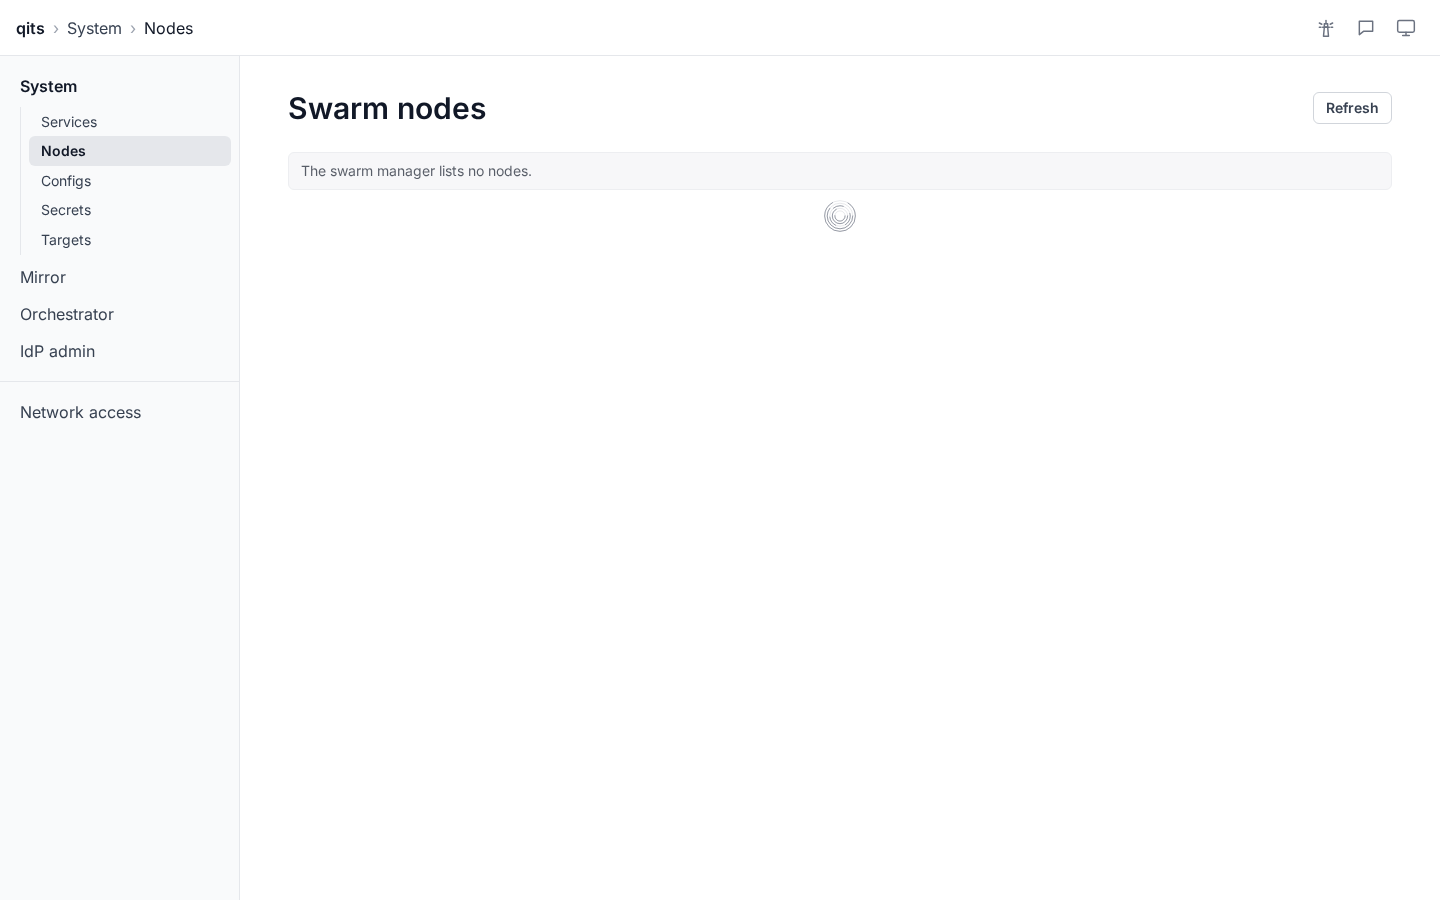 qits › System › Nodes
System
Services
Nodes
Configs
Secrets
Targets
Mirror
Orchestrator
IdP admin
Network access
Swarm nodes
Refresh
The swarm manager lists no nodes.